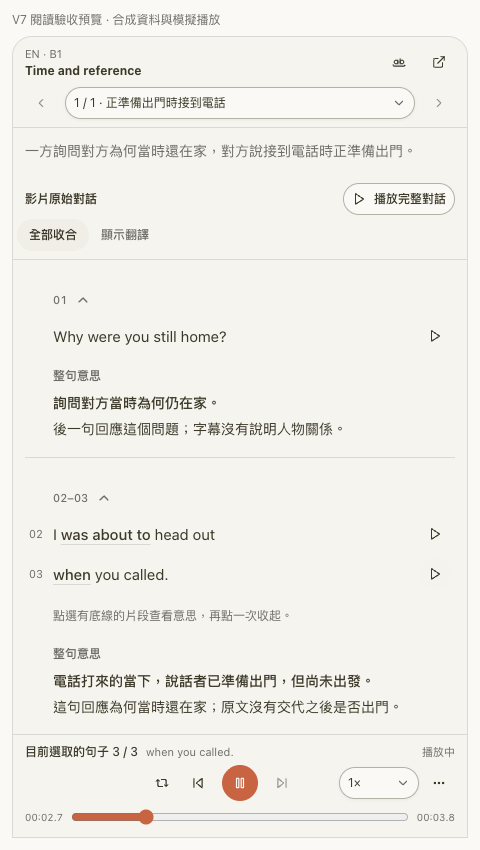 V7 閱讀驗收預覽 · 合成資料與模擬播放
EN · B1
Time and reference
1 / 1 · 正準備出門時接到電話
一方詢問對方為何當時還在家，對方說接到電話時正準備出門。
影片原始對話
播放完整對話
全部收合 顯示翻譯
01
Why were you still home?
整句意思
詢問對方當時為何仍在家。
後一句回應這個問題；字幕沒有說明人物關係。
02–03
02 I was about to head out
03 when you called.
點選有底線的片段查看意思，再點一次收起。
整句意思
電話打來的當下，說話者已準備出門，但尚未出發。
這句回應為何當時還在家；原文沒有交代之後是否出門。
目前選取的句子 3 / 3 when you called. 播放中
1×
00:02.7 00:03.8